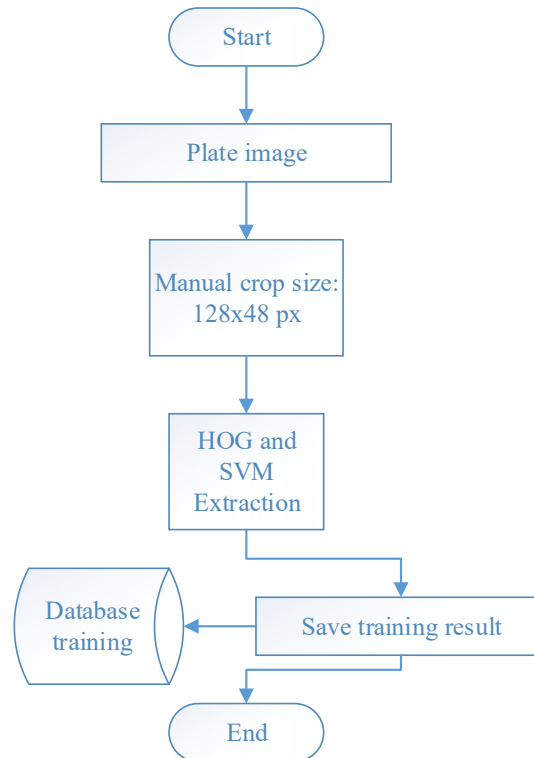 Start
Plate image
Manual crop size:
128x48 px
HOG and
SVM
Extraction
Database
training
Save training result
End